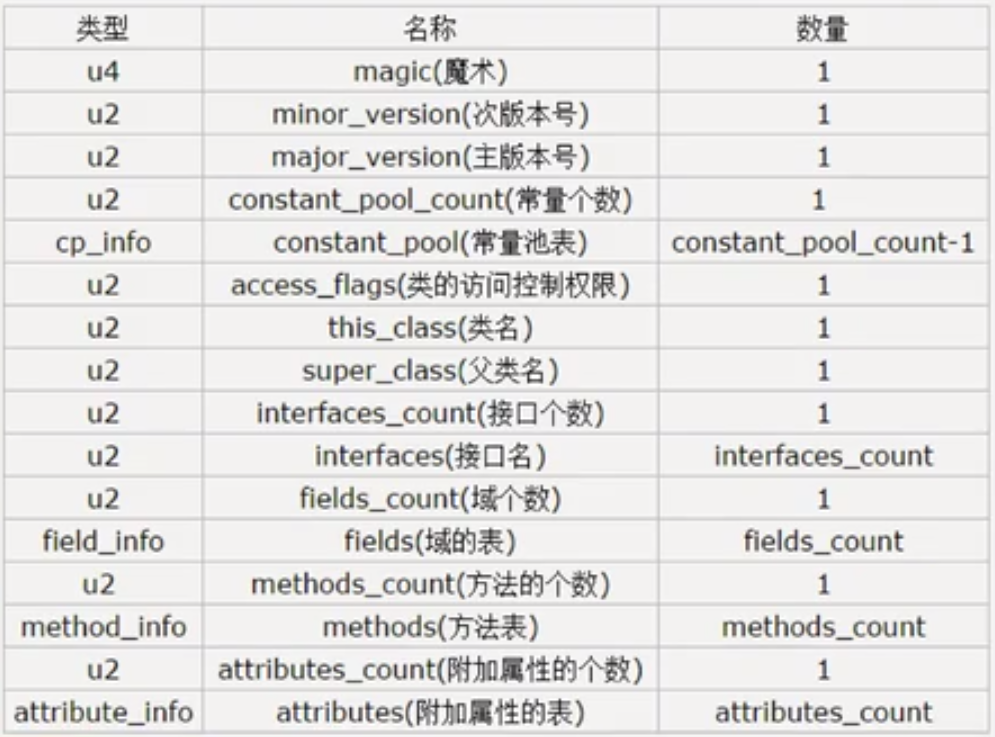 类型 名称 数量
u4 magic(魔术) 1
u2 minor_version(次版本号) 1
u2 major_version(主版本号) 1
u2 constant_pool_count(常量个数) 1
cp_info constant_pool(常量池表) constant_pool_count-1
u2 access_flags(类的访问控制权限) 1
u2 this_class(类名) 1
u2 super_class(父类名) 1
u2 interfaces_count(接口个数) 1
u2 interfaces(接口名) interfaces_count
u2 fields_count(域个数) 1
field_info fields(域的表) fields_count
u2 methods_count(方法的个数) 1
method_info methods(方法表) methods_count
u2 attributes_count(附加属性的个数) 1
attribute_info attributes(附加属性的表) attributes_count